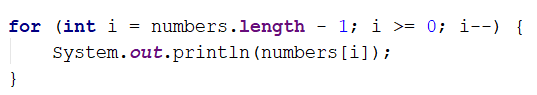 for (int i = numbers.length - 1; i >= 0; i--) {
    System.out.println(numbers[i]);
}